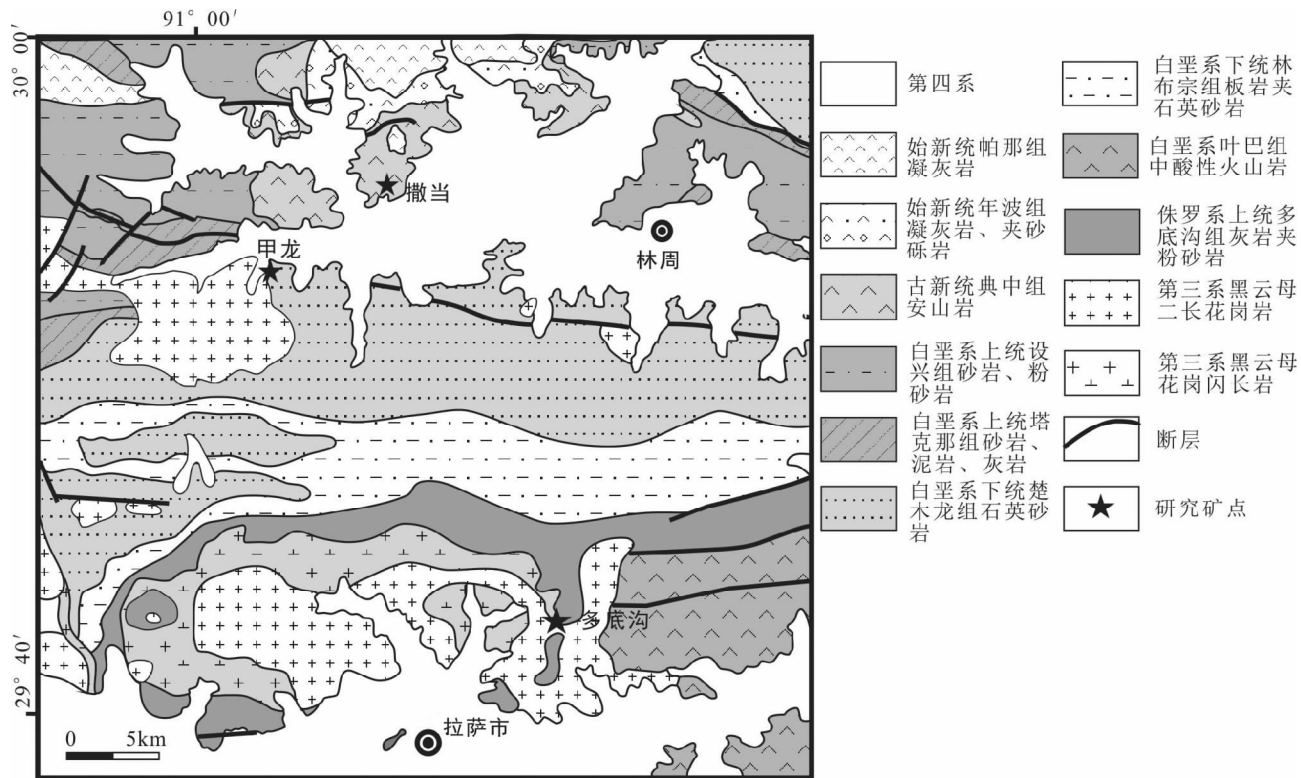 91° 00′
30° 00′
29° 40′
撒当
甲龙
林周
多底沟
拉萨市
0 5km
第四系
始新统帕那组
凝灰岩
始新统年波组
凝灰岩、夹砂
砾岩
古新统典中组
安山岩
白垩系上统设
兴组砂岩、粉
砂岩
白垩系上统塔
克那组砂岩、
泥岩、灰岩
白垩系下统楚
木龙组石英砂
岩
白垩系下统林
布宗组板岩夹
石英砂岩
白垩系叶巴组
中酸性火山岩
侏罗系上统多
底沟组灰岩夹
粉砂岩
第三系黑云母
二长花岗岩
第三系黑云母
花岗闪长岩
断层
研究矿点